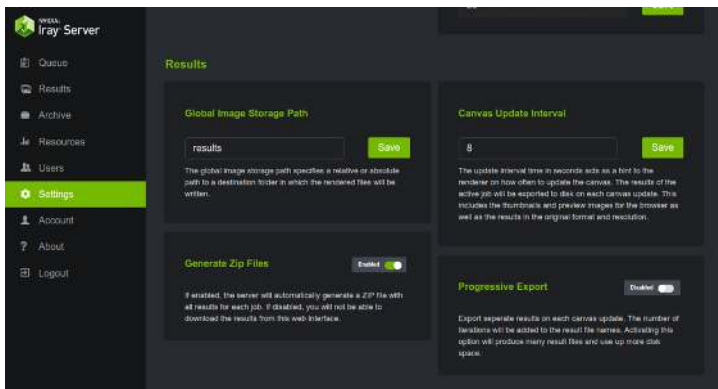 NVIDIA.
Iray Server
Queue
Results
Archive
Resources
Users
Settings
Account
About
Logout
Save
Results
Global Image Storage Path
results
Save
The global image storage path specifies a relative or absolute
path to a destination folder in which the rendered files will be
written.
Generate Zip Files
Enabled
If enabled, the server will automatically generate a ZIP file with
all results for each job. If disabled, you will not be able to
download the results from this web interface.
Canvas Update Interval
8
Save
The update interval time in seconds acts as a hint to the
renderer on how often to update the canvas. The results of the
active job will be exported to disk on each canvas update. This
includes the thumbnails and preview images for the browser as
well as the results in the original format and resolution.
Progressive Export
Disabled
Export seperate results on each canvas update. The number of
iterations will be added to the result file names. Activating this
option will produce many result files and use up more disk
space.